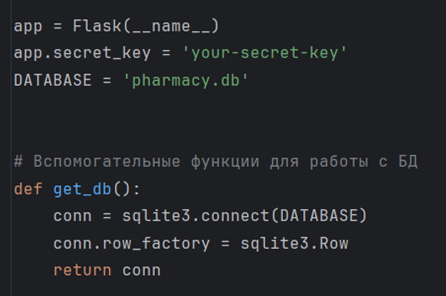 app = Flask(__name__)
app.secret_key = 'your-secret-key'
DATABASE = 'pharmacy.db'
# Вспомогательные функции для работы с БД
def get_db():
    conn = sqlite3.connect(DATABASE)
    conn.row_factory = sqlite3.Row
    return conn